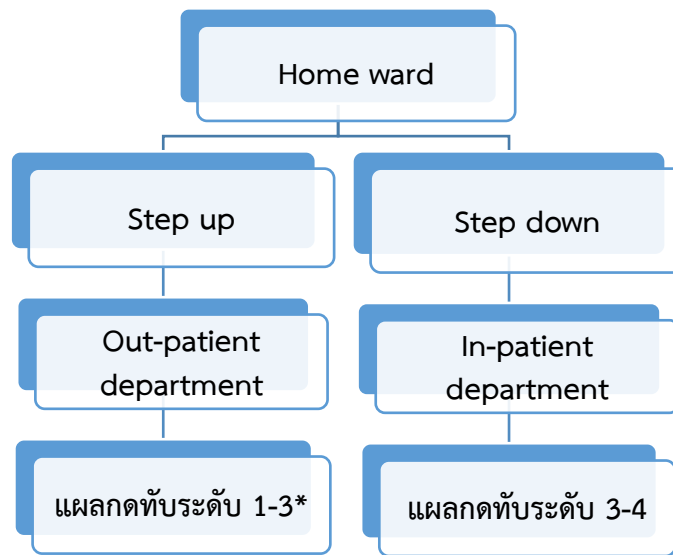 Home ward
Step up
Step down
Out-patient
department
In-patient
department
แผลกดทับระดับ 1-3*
แผลกดทับระดับ 3-4